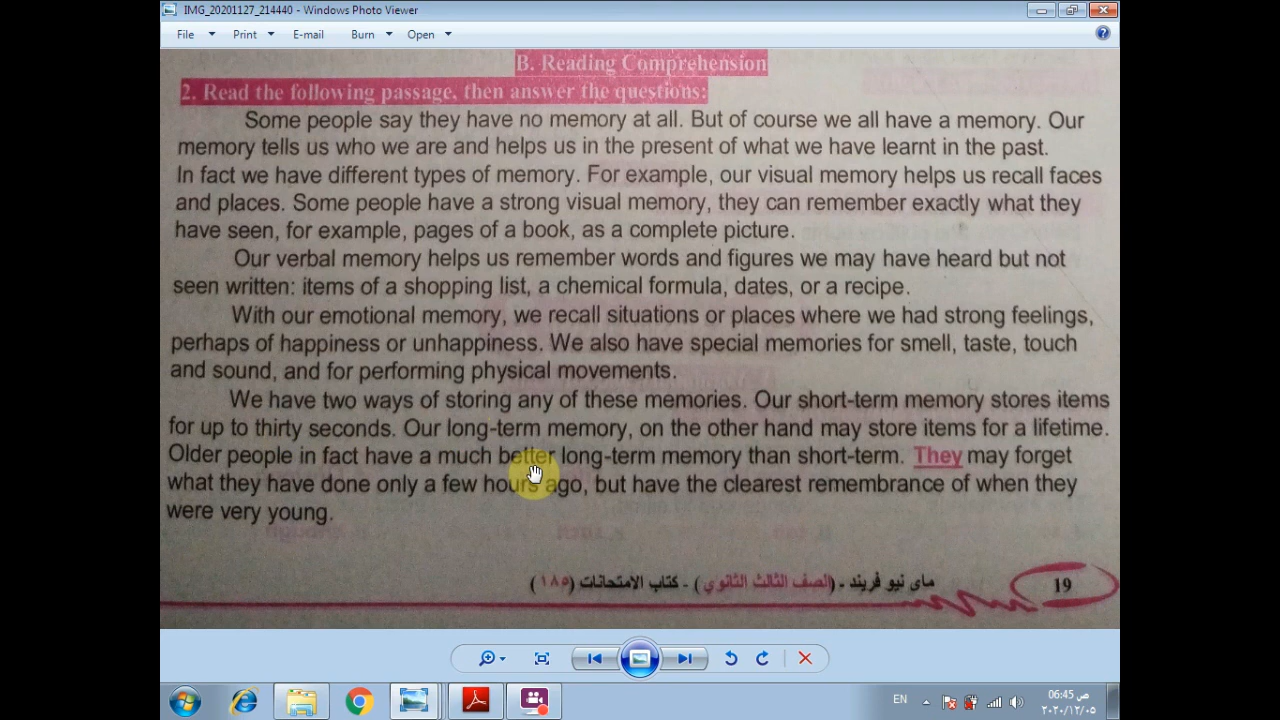 IMG_20201127_214440 - Windows Photo Viewer
File Print E-mail Burn Open
B. Reading Comprehension
2. Read the following passage, then answer the questions:
Some people say they have no memory at all. But of course we all have a memory. Our
memory tells us who we are and helps us in the present of what we have learnt in the past.
In fact we have different types of memory. For example, our visual memory helps us recall faces
and places. Some people have a strong visual memory, they can remember exactly what they
have seen, for example, pages of a book, as a complete picture.
Our verbal memory helps us remember words and figures we may have heard but not
seen written: items of a shopping list, a chemical formula, dates, or a recipe.
With our emotional memory, we recall situations or places where we had strong feelings,
perhaps of happiness or unhappiness. We also have special memories for smell, taste, touch
and sound, and for performing physical movements.
We have two ways of storing any of these memories. Our short-term memory stores items
for up to thirty seconds. Our long-term memory, on the other hand may store items for a lifetime.
Older people in fact have a much better long-term memory than short-term. They may forget
what they have done only a few hours ago, but have the clearest remembrance of when they
were very young.
ماى نيو فريند - (الصف الثالث الثانوي) - كتاب الامتحانات (١٨٥)
19
EN
06:45 ص
٢٠٢٠/١٢/٠٥